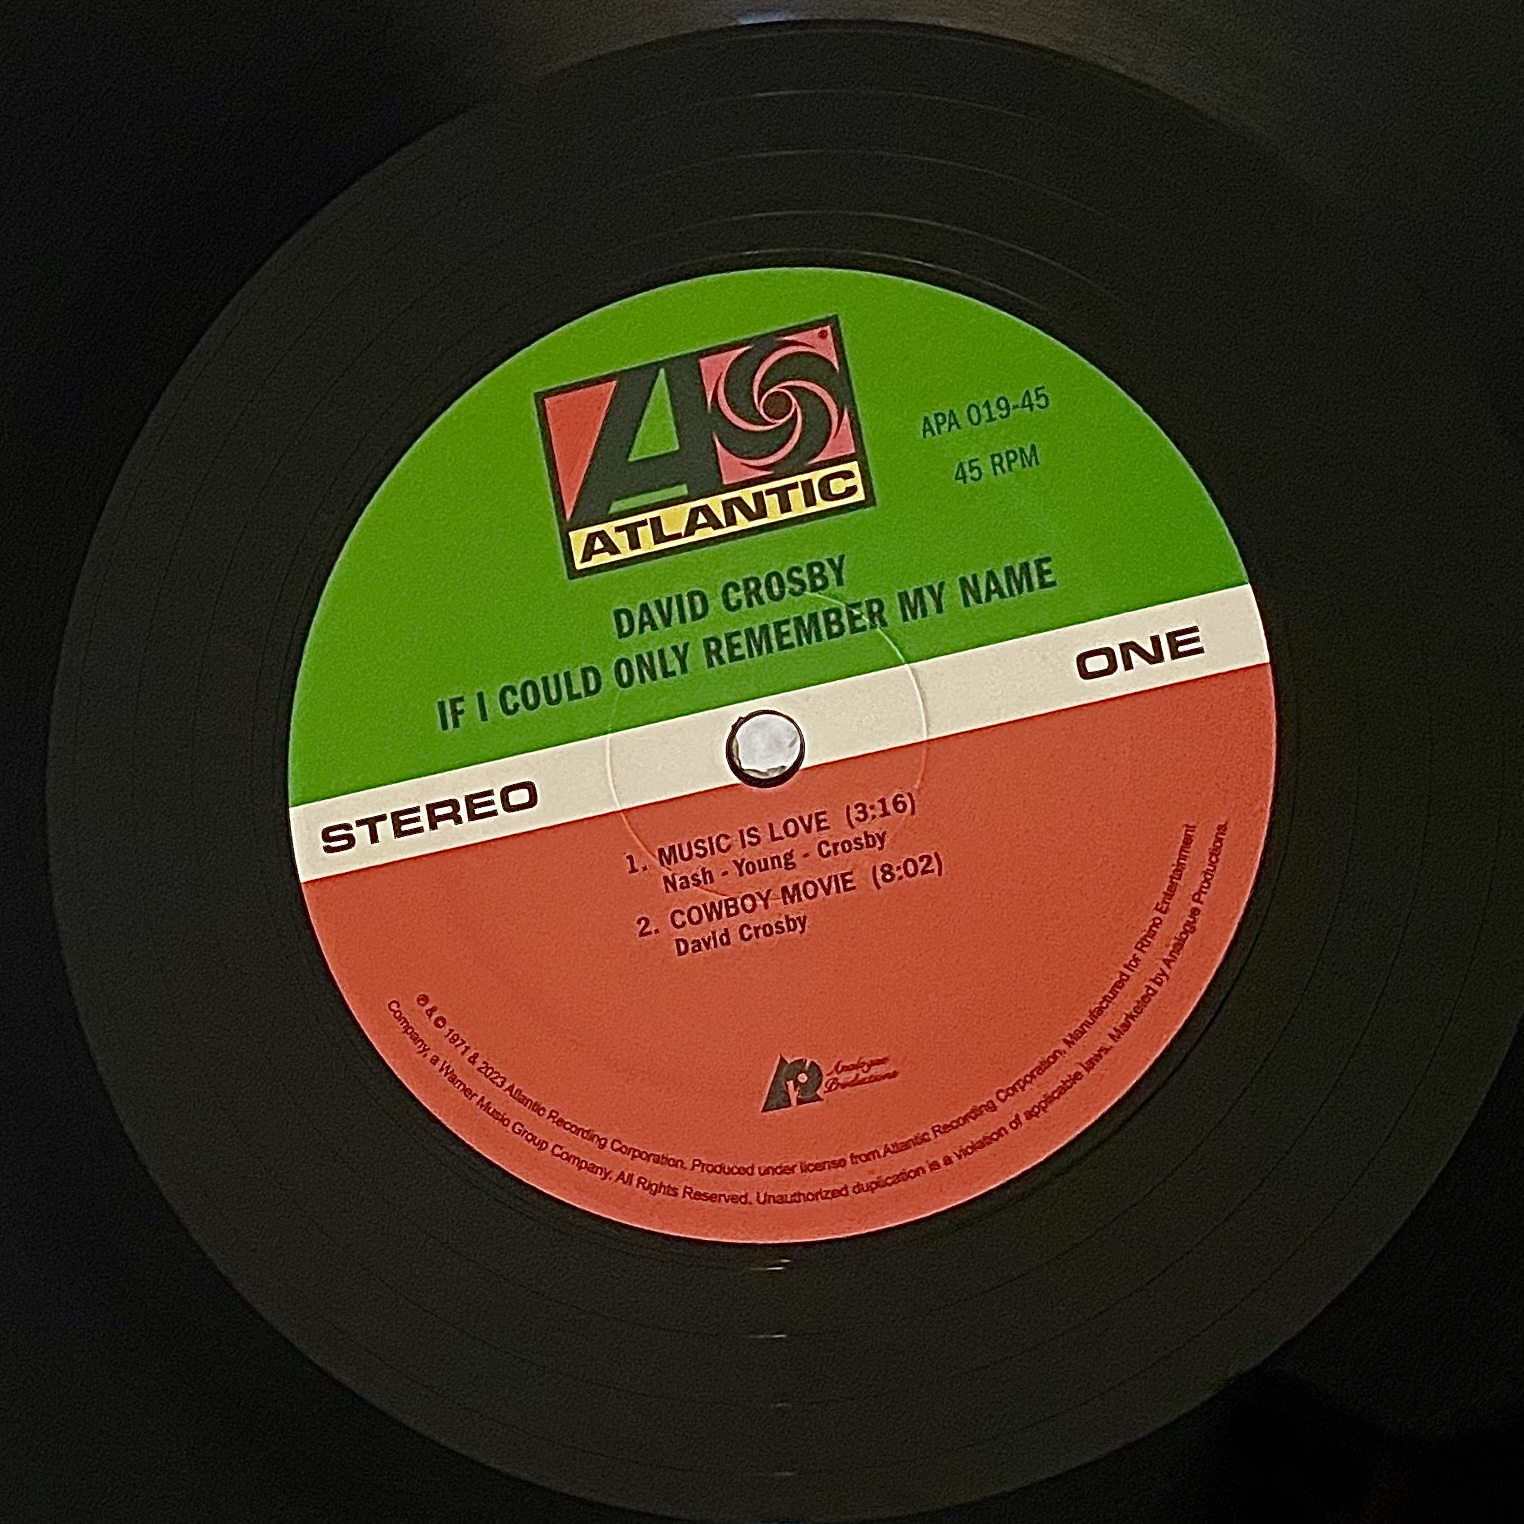 ATLANTIC
APA 019-45
45 RPM
DAVID CROSBY
IF I COULD ONLY REMEMBER MY NAME
STEREO
ONE
1. MUSIC IS LOVE (3:16)
Nash - Young - Crosby
2. COWBOY MOVIE (8:02)
David Crosby
Analogue
Productions
℗ & © 1971 & 2023 Atlantic Recording Corporation. Produced under license from Atlantic Recording Corporation. Manufactured for Rhino Entertainment
Company, a Warner Music Group Company. All Rights Reserved. Unauthorized duplication is a violation of applicable laws. Marketed by Analogue Productions.